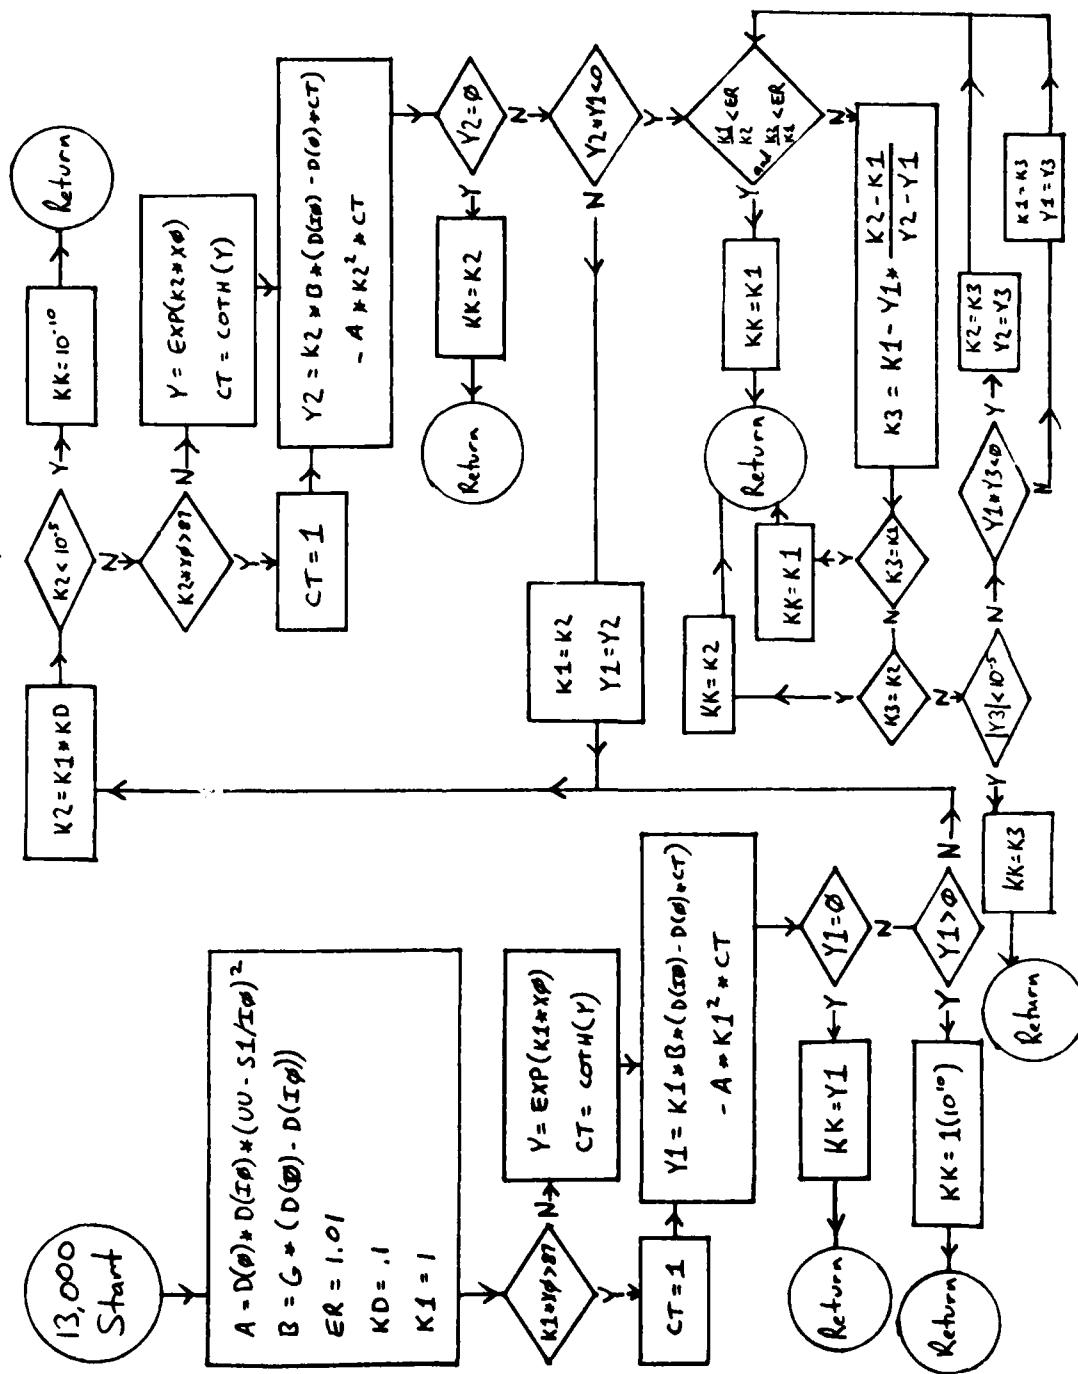 13,000
Start
A = D(Ø) * D(IØ) * (UU - S1/IØ)²
B = G * (D(Ø) - D(IØ))
ER = 1.01
KD = .1
K1 = 1
K1*XØ>87
N
Y
Y = EXP(K1*XØ)
CT = COTH(Y)
CT = 1
Y1 = K1*B*(D(IØ) - D(Ø)*CT)
- A * K1² * CT
Y1=Ø
Y
N
KK = Y1
Return
Y1>Ø
Y
N
KK = 1(10¹⁰)
Return
K2 = K1 * KD
K2 < 10⁻⁵
Y
N
KK = 10⁻¹⁰
Return
K2*XØ>87
N
Y
Y = EXP(K2*XØ)
CT = COTH(Y)
CT = 1
Y2 = K2 * B * (D(IØ) - D(Ø)*CT)
- A * K2² * CT
Y2=Ø
Y
N
KK = K2
Return
Y2*Y1<0
N
Y
K1 = K2
Y1 = Y2
K1/K2 < ER
and K2/K1 < ER
Y
N
KK = K1
Return
K3 = K1 - Y1 * (K2 - K1)/(Y2 - Y1)
K3=K1
Y
N
KK = K1
K3=K2
Y
N
KK = K2
|Y3|<10⁻⁵
Y
N
KK=K3
Return
Y1*Y3<Ø
Y
N
K2 = K3
Y2 = Y3
K1 = K3
Y1 = Y3